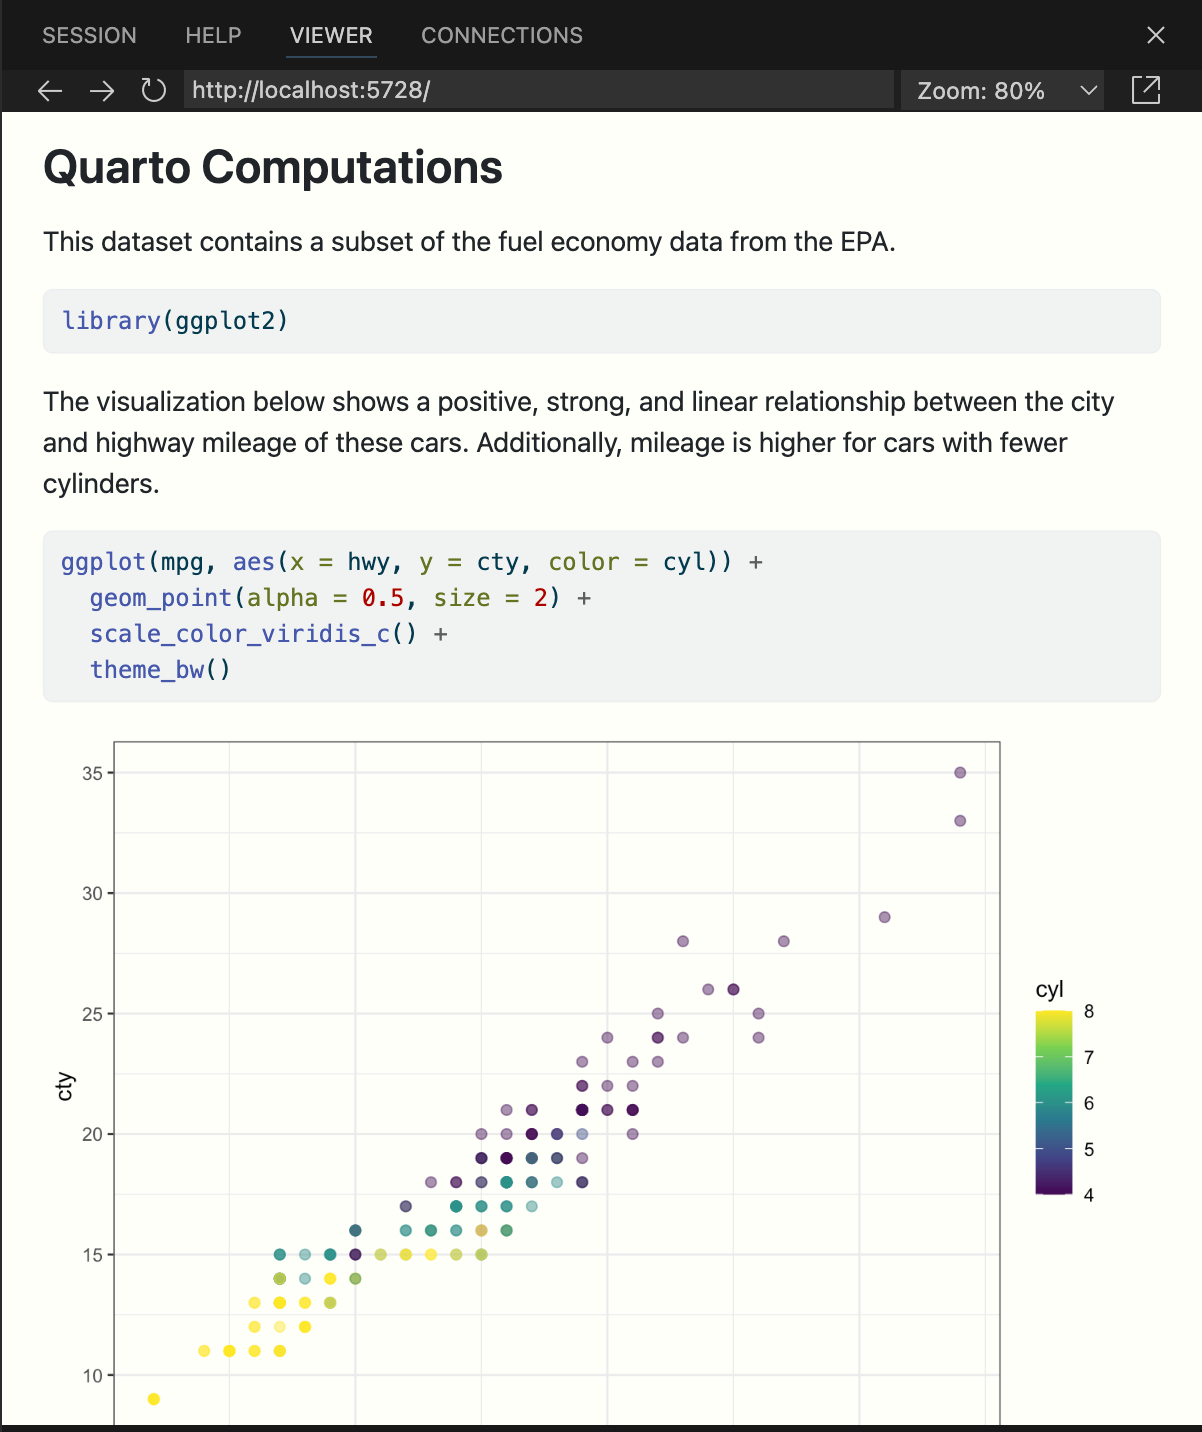 SESSION HELP VIEWER CONNECTIONS
http://localhost:5728/ Zoom: 80%
Quarto Computations
This dataset contains a subset of the fuel economy data from the EPA.
library(ggplot2)
The visualization below shows a positive, strong, and linear relationship between the city
and highway mileage of these cars. Additionally, mileage is higher for cars with fewer
cylinders.
ggplot(mpg, aes(x = hwy, y = cty, color = cyl)) +
  geom_point(alpha = 0.5, size = 2) +
  scale_color_viridis_c() +
  theme_bw()
35
30
25
20
15
10
cty
cyl
8
7
6
5
4